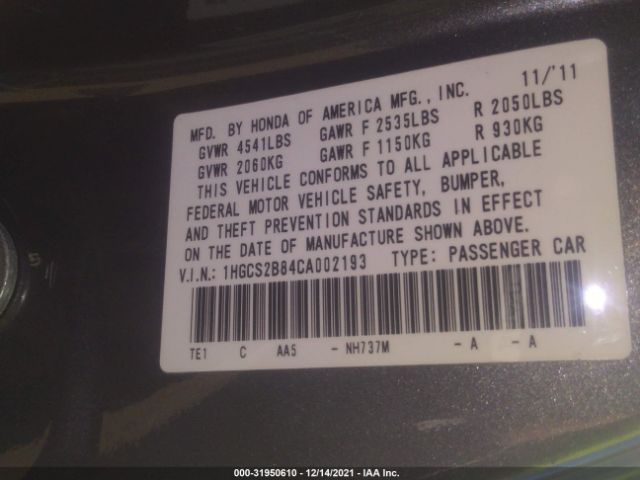 MFD. BY HONDA OF AMERICA MFG., INC. 11/'11
GVWR 4541LBS GAWR F 2535LBS R 2050LBS
GVWR 2060KG GAWR F 1150KG R 930KG
THIS VEHICLE CONFORMS TO ALL APPLICABLE
FEDERAL MOTOR VEHICLE SAFETY, BUMPER,
AND THEFT PREVENTION STANDARDS IN EFFECT
ON THE DATE OF MANUFACTURE SHOWN ABOVE.
V.I.N.: 1HGCS2B84CA002193 TYPE: PASSENGER CAR
TE1 C AA5 - NH737M - A - A
000-31950610 - 12/14/2021 - IAA Inc.